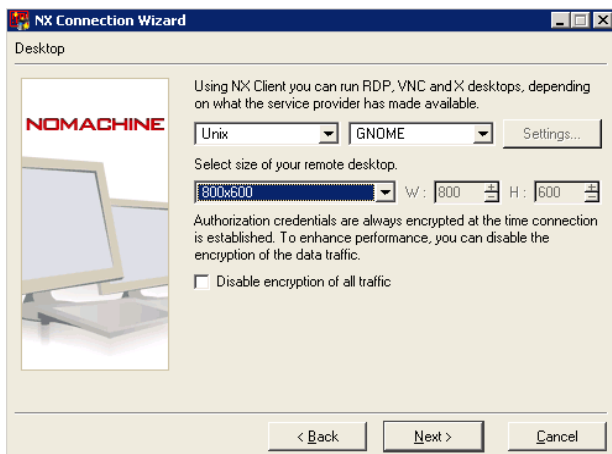 NX Connection Wizard
Desktop
NOMACHINE
Using NX Client you can run RDP, VNC and X desktops, depending
on what the service provider has made available.
Unix GNOME Settings...
Select size of your remote desktop.
800x600 W : 800 H : 600
Authorization credentials are always encrypted at the time connection
is established. To enhance performance, you can disable the
encryption of the data traffic.
Disable encryption of all traffic
< Back Next > Cancel